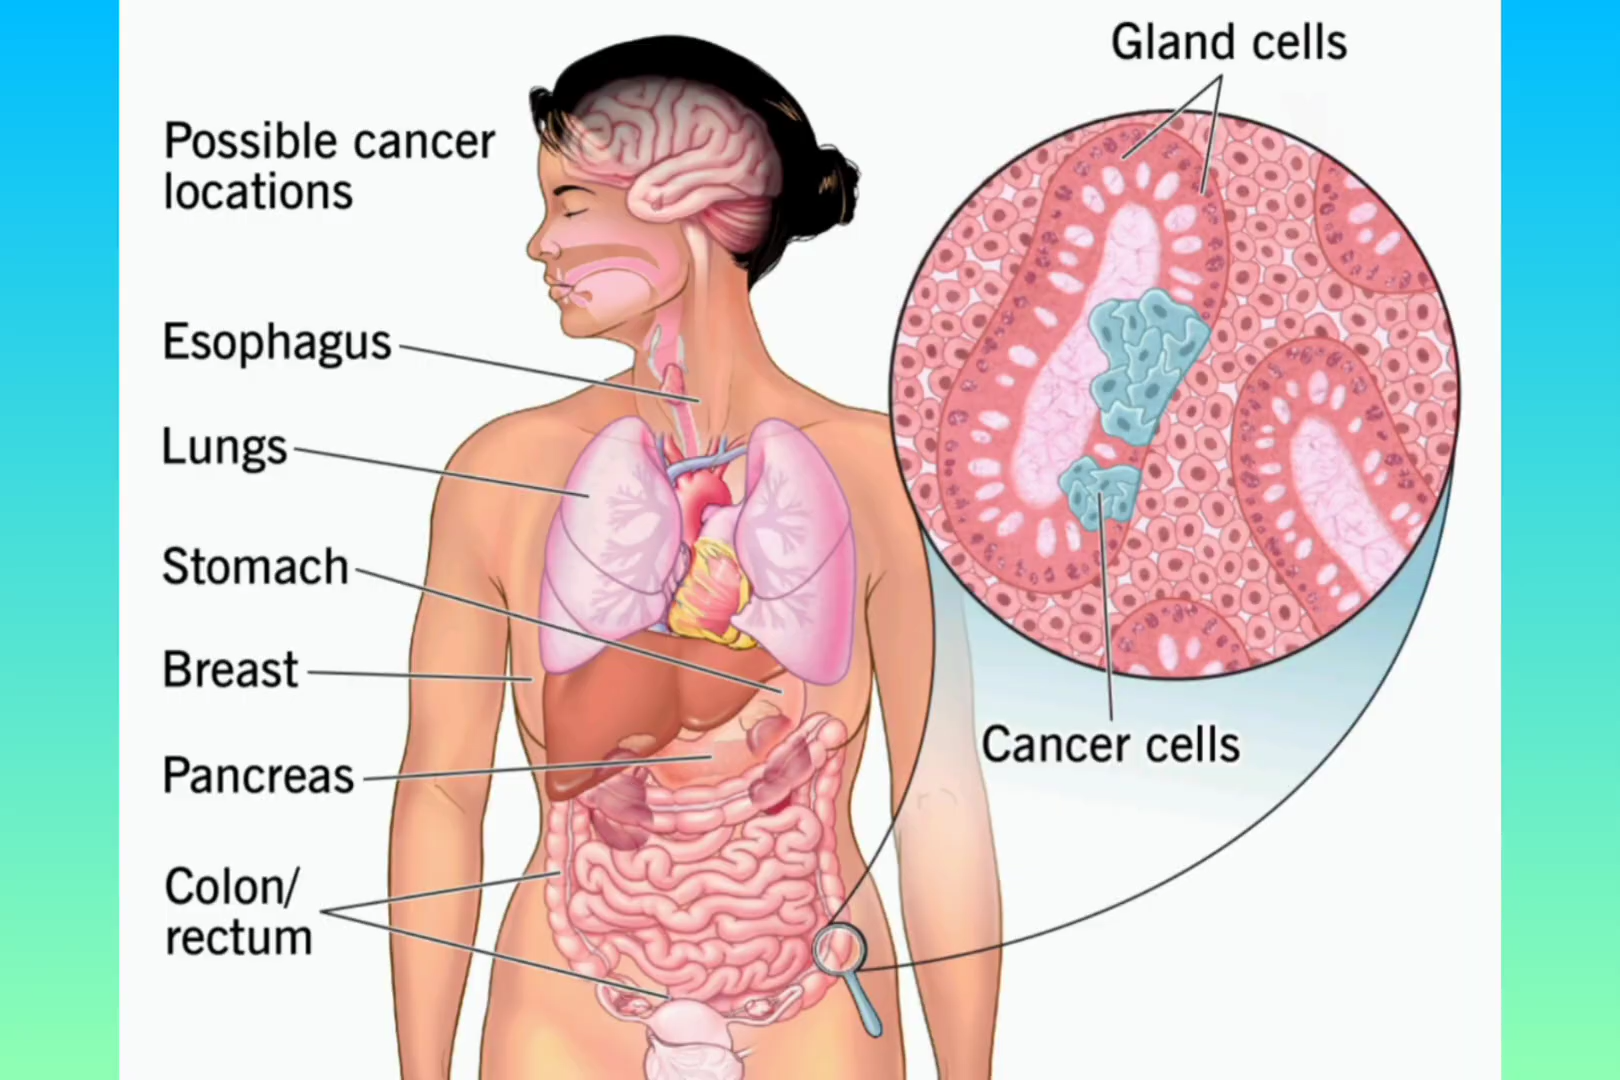 Gland cells
Possible cancer
locations
Esophagus
Lungs
Stomach
Breast
Pancreas
Cancer cells
Colon/
rectum